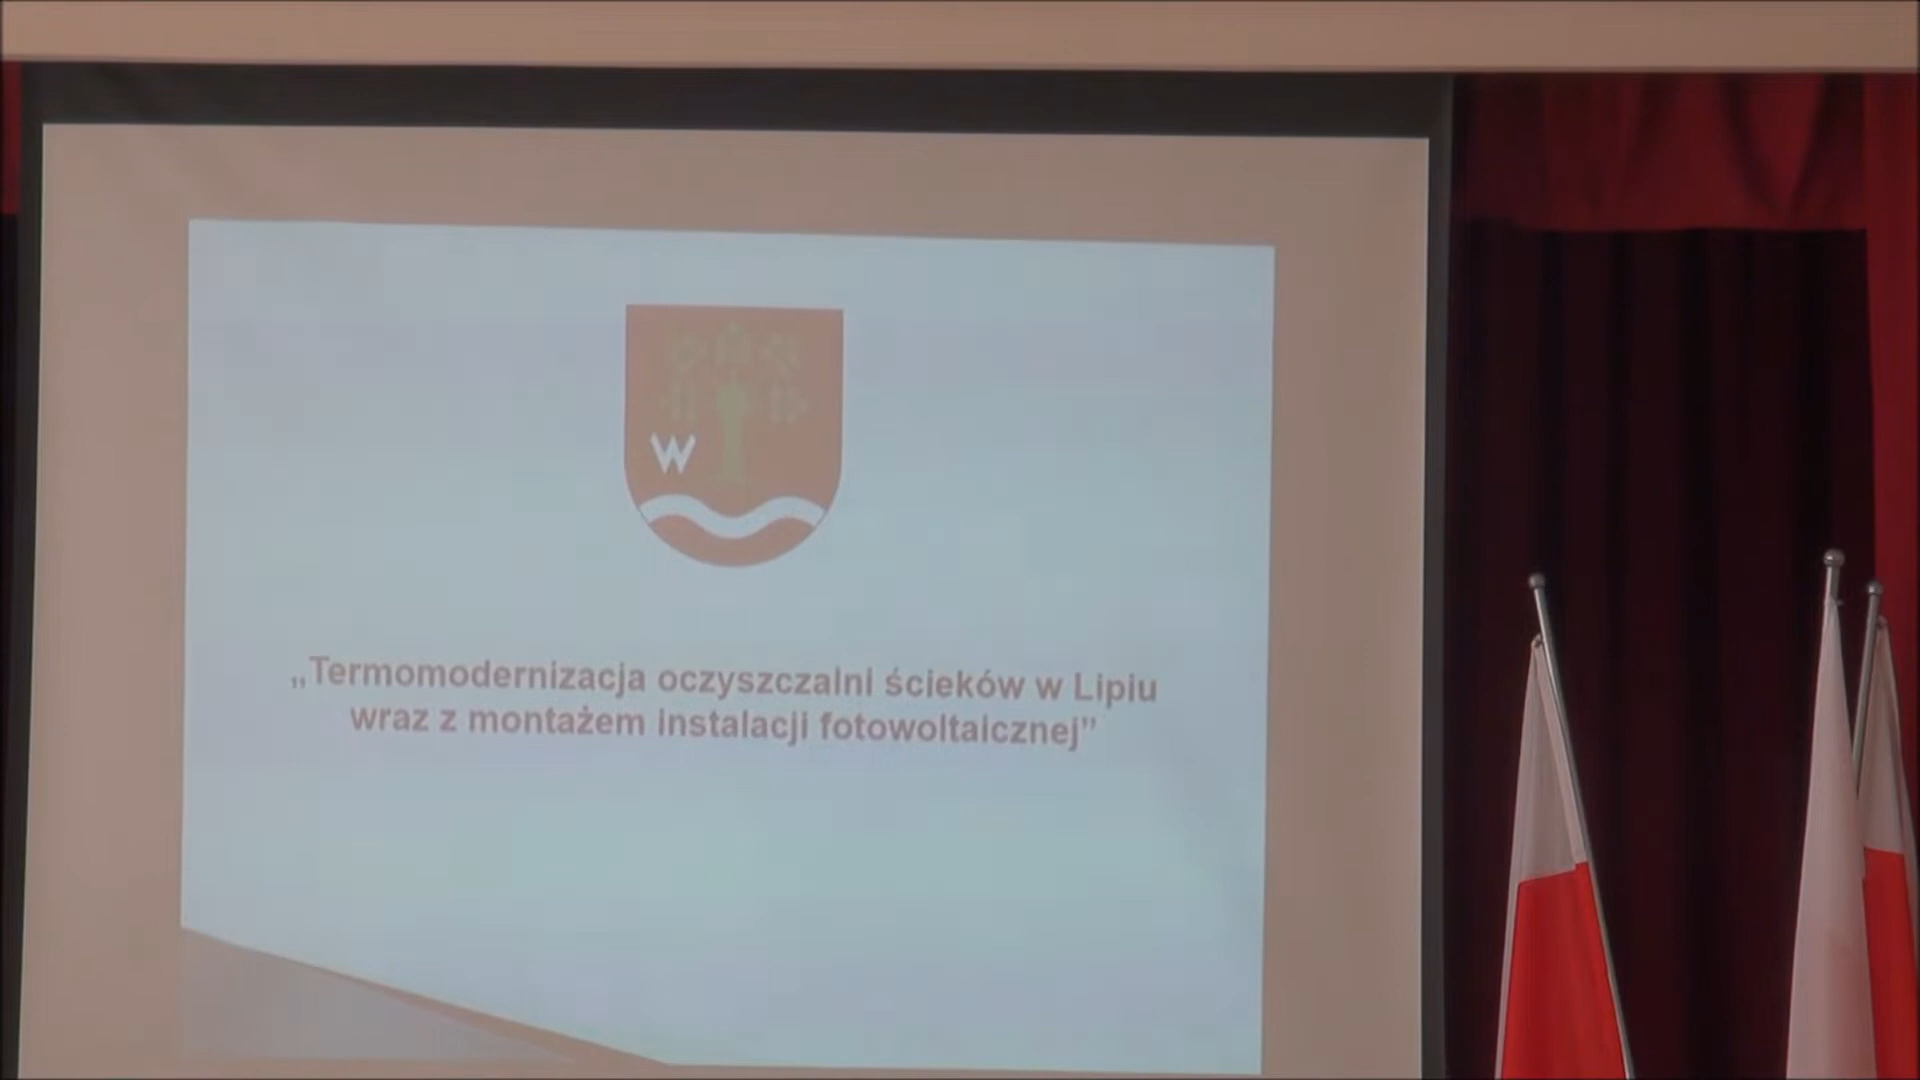 W
„Termomodernizacja oczyszczalni ścieków w Lipiu
wraz z montażem instalacji fotowoltaicznej”